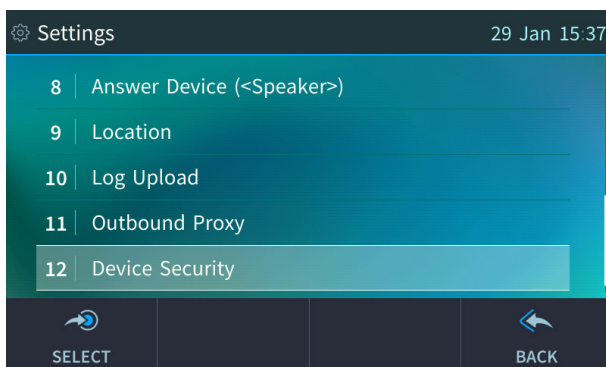 Settings 29 Jan 15:37
8 Answer Device (<Speaker>)
9 Location
10 Log Upload
11 Outbound Proxy
12 Device Security
SELECT BACK